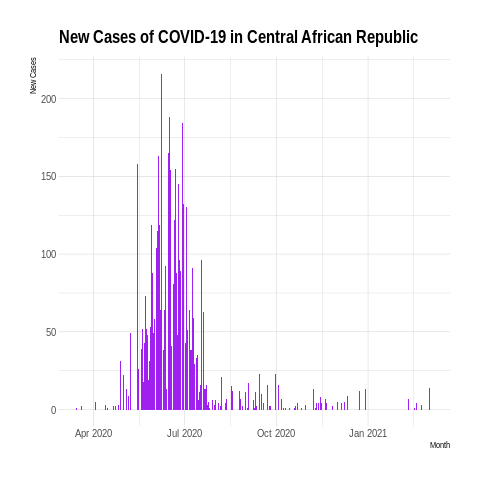 New Cases of COVID-19 in Central African Republic
New Cases
200
150
100
50
0
Apr 2020 Jul 2020 Oct 2020 Jan 2021
Month